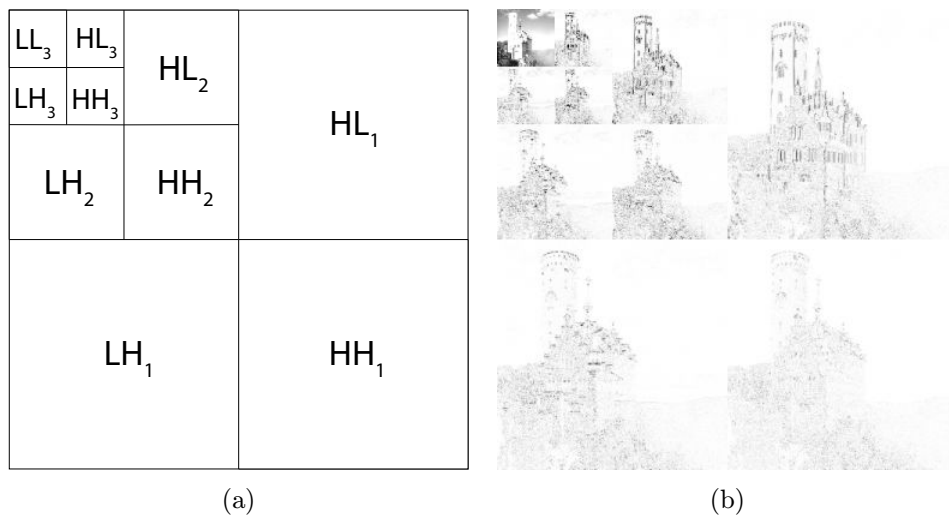 LL₃ HL₃
HL₂
HL₁
LH₃ HH₃
LH₂ HH₂
LH₁ HH₁
(a) (b)